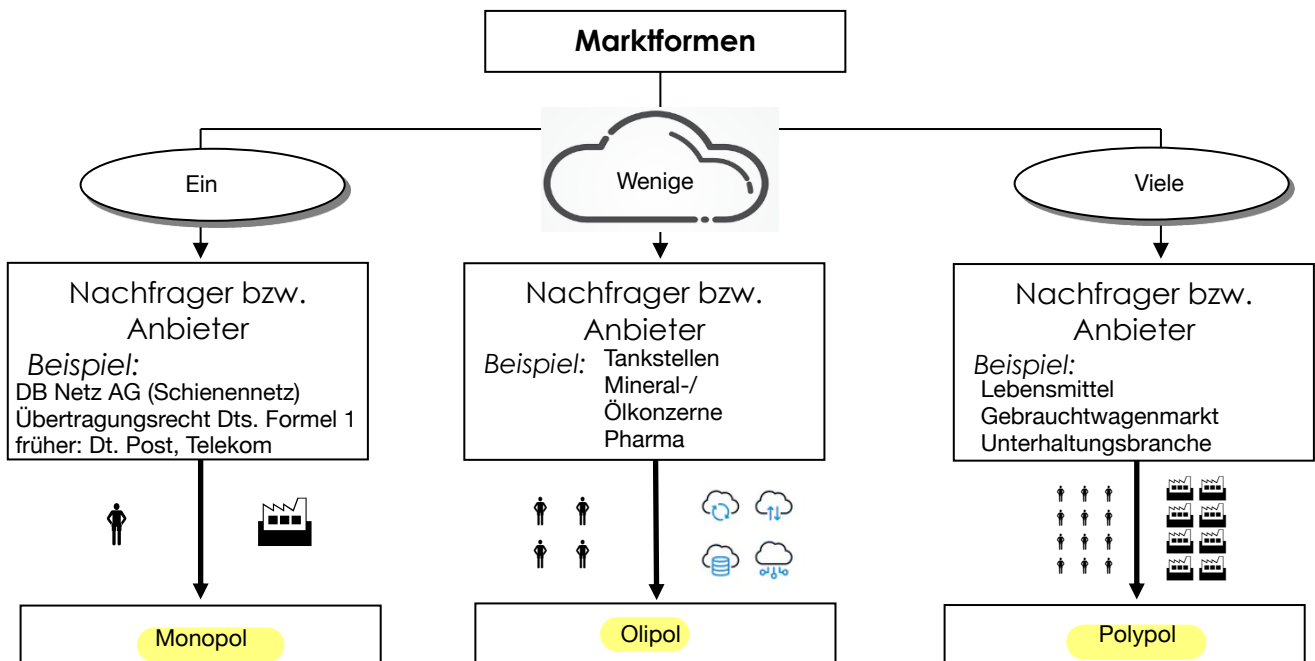 Marktformen
Ein
Wenige
Viele
Nachfrager bzw.
Anbieter
Beispiel:
DB Netz AG (Schienennetz)
Übertragungsrecht Dts. Formel 1
früher: Dt. Post, Telekom
Nachfrager bzw.
Anbieter
Beispiel: Tankstellen
Mineral-/
Ölkonzerne
Pharma
Nachfrager bzw.
Anbieter
Beispiel:
Lebensmittel
Gebrauchtwagenmarkt
Unterhaltungsbranche
Monopol
Olipol
Polypol